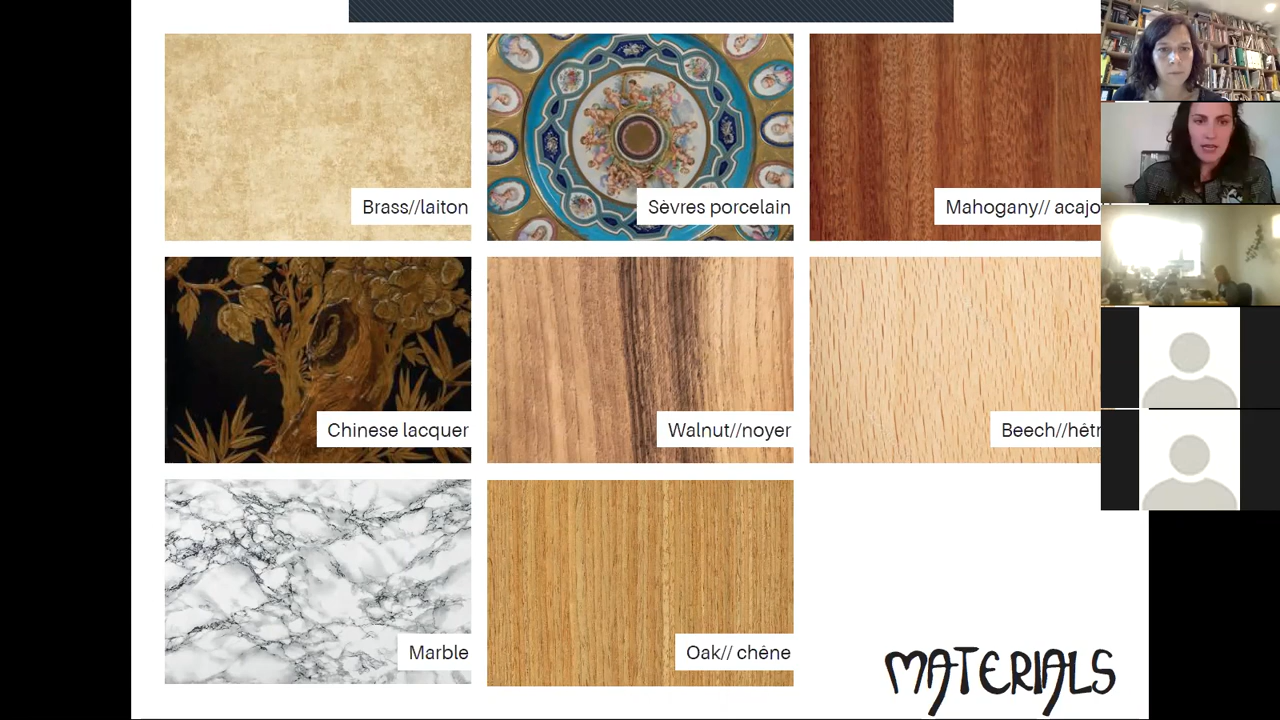 Brass//laiton
Sèvres porcelain
Mahogany// acajo
Chinese lacquer
Walnut//noyer
Beech//hêtr
Marble
Oak// chêne
MATERIALS